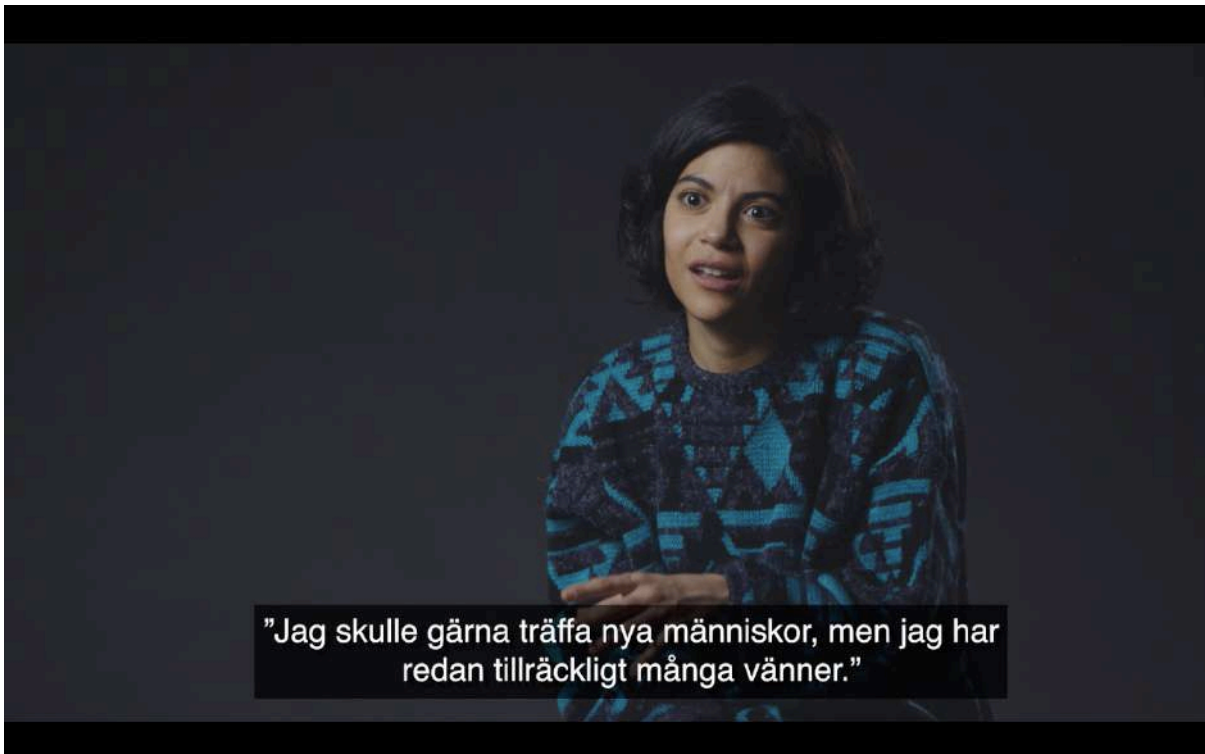 ”Jag skulle gärna träffa nya människor, men jag har
redan tillräckligt många vänner.”